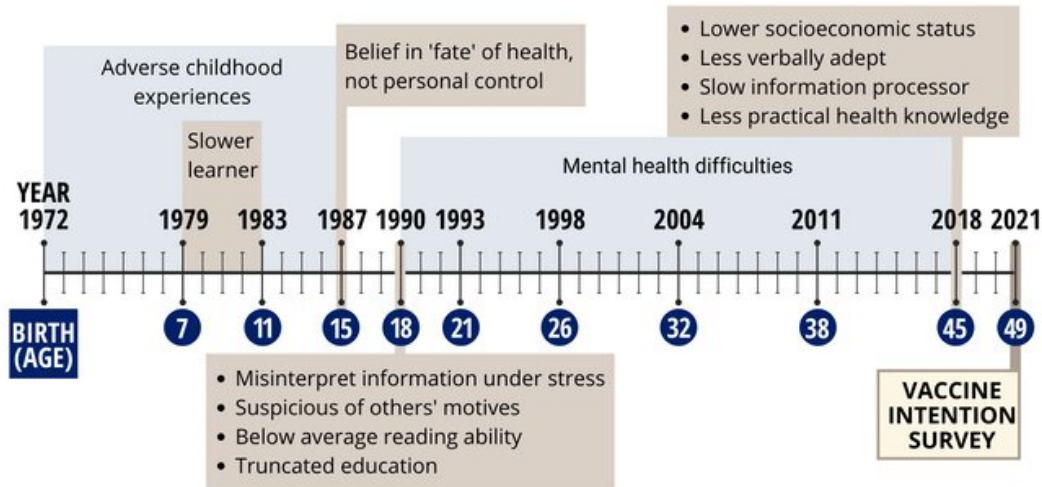 Adverse childhood
experiences
Slower
learner
Belief in 'fate' of health,
not personal control
• Lower socioeconomic status
• Less verbally adept
• Slow information processor
• Less practical health knowledge
Mental health difficulties
YEAR
1972 1979 1983 1987 1990 1993 1998 2004 2011 2018 2021
BIRTH
(AGE)
7 11 15 18 21 26 32 38 45 49
• Misinterpret information under stress
• Suspicious of others' motives
• Below average reading ability
• Truncated education
VACCINE
INTENTION
SURVEY